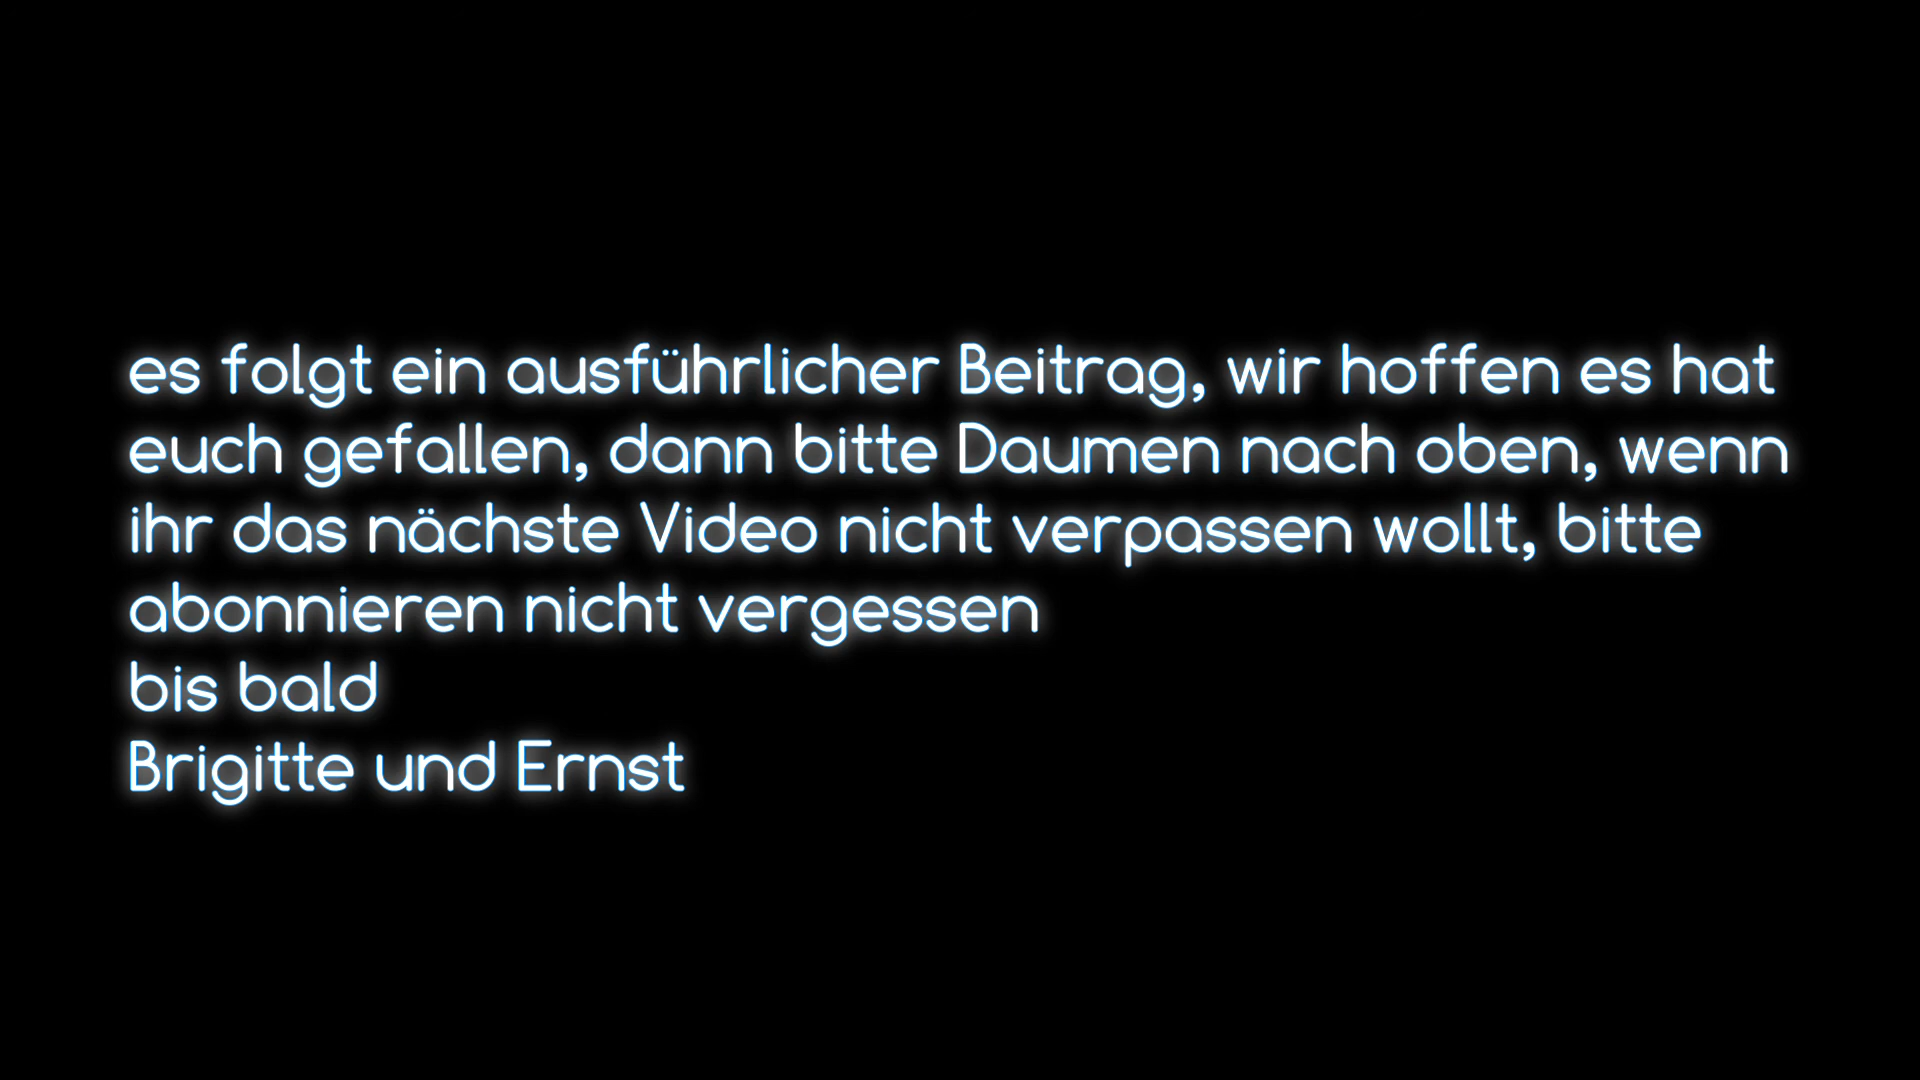 es folgt ein ausführlicher Beitrag, wir hoffen es hat
euch gefallen, dann bitte Daumen nach oben, wenn
ihr das nächste Video nicht verpassen wollt, bitte
abonnieren nicht vergessen
bis bald
Brigitte und Ernst